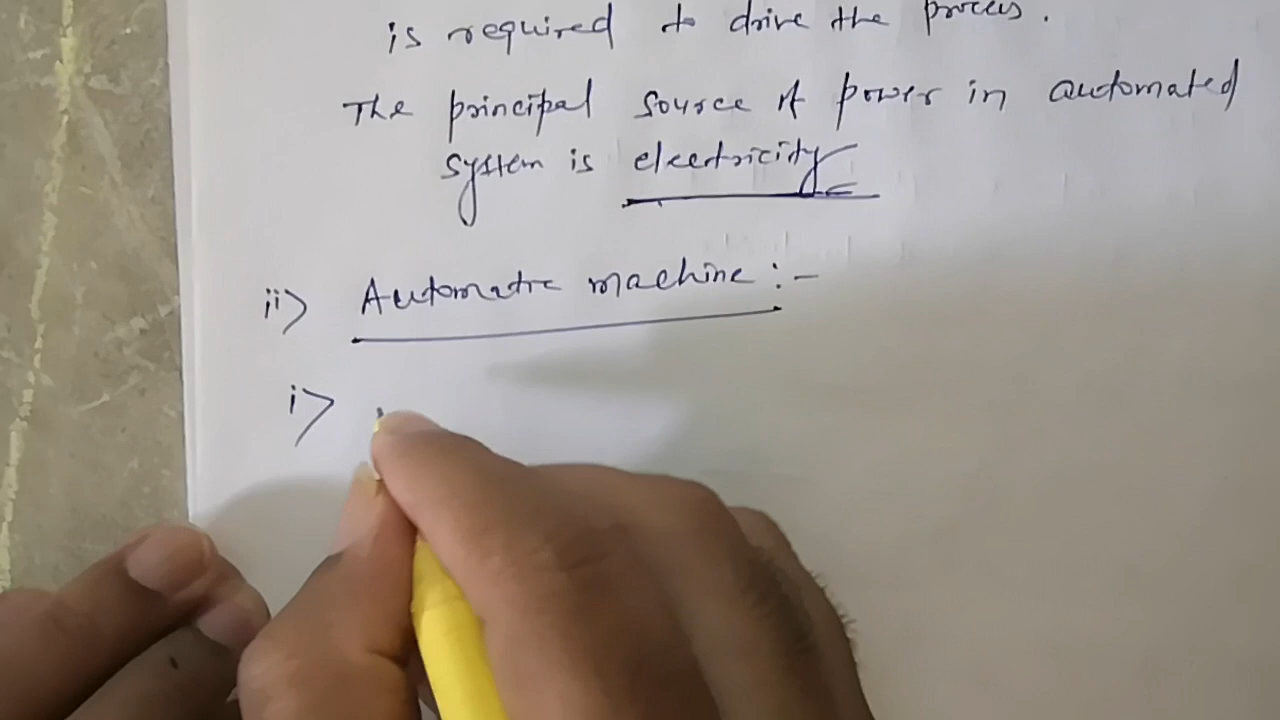 is required to drive the process.
The principal source of power in automated
system is electricity
ii> Automatic machine :-
i>